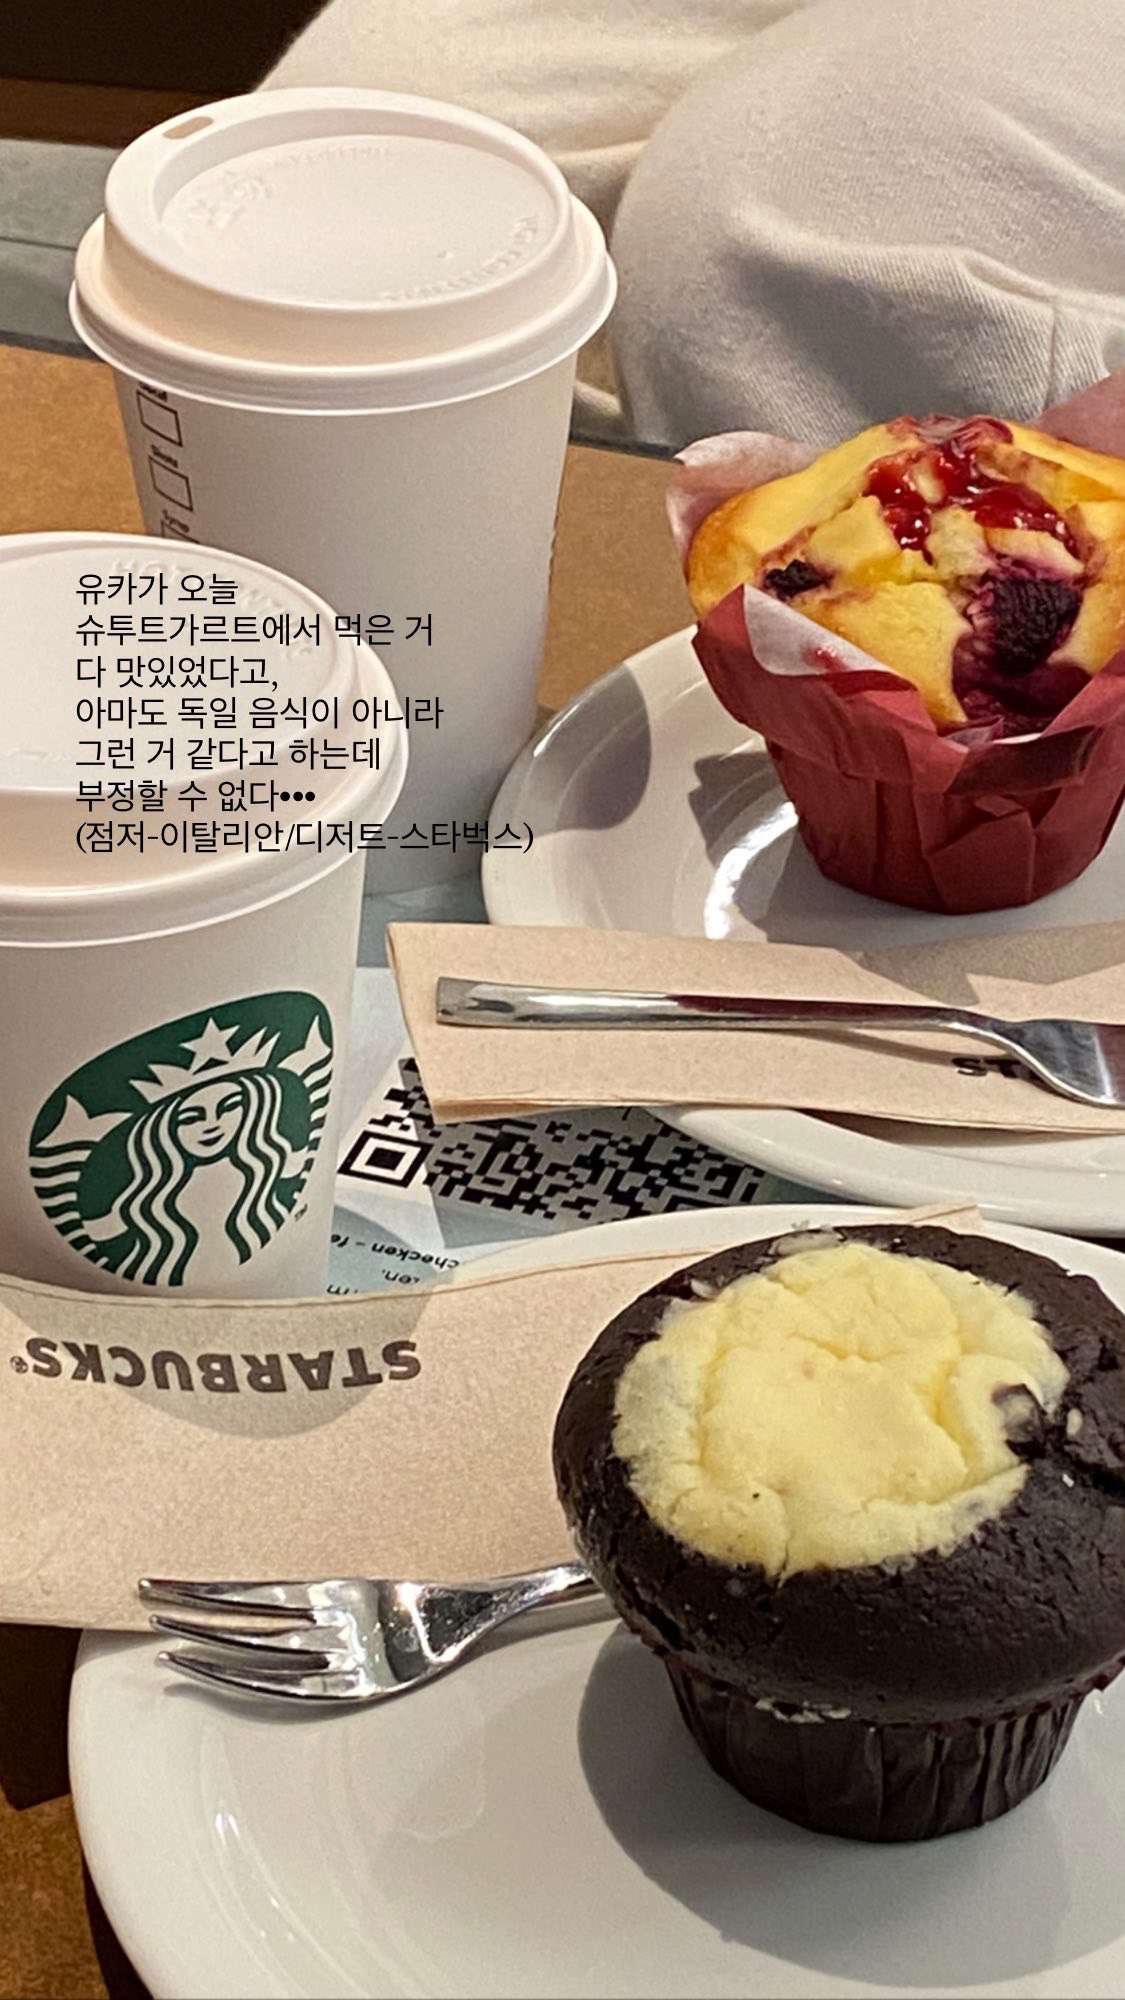 유카가 오늘
슈투트가르트에서 먹은 거
다 맛있었다고,
아마도 독일 음식이 아니라
그런 거 같다고 하는데
부정할 수 없다•••
(점저-이탈리안/디저트-스타벅스)
checken - fe
STARBUCKS®